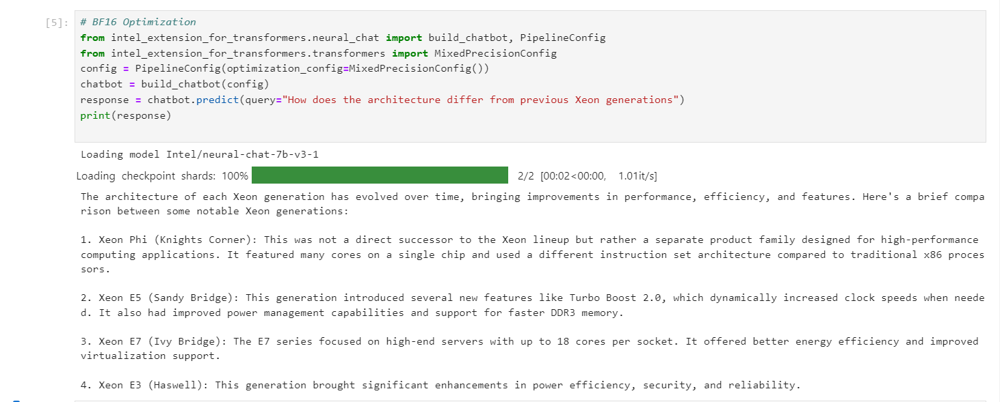 [5]:
# BF16 Optimization
from intel_extension_for_transformers.neural_chat import build_chatbot, PipelineConfig
from intel_extension_for_transformers.transformers import MixedPrecisionConfig
config = PipelineConfig(optimization_config=MixedPrecisionConfig())
chatbot = build_chatbot(config)
response = chatbot.predict(query="How does the architecture differ from previous Xeon generations")
print(response)
Loading model Intel/neural-chat-7b-v3-1
Loading checkpoint shards: 100% 2/2 [00:02<00:00, 1.01it/s]
The architecture of each Xeon generation has evolved over time, bringing improvements in performance, efficiency, and features. Here's a brief compa
rison between some notable Xeon generations:
1. Xeon Phi (Knights Corner): This was not a direct successor to the Xeon lineup but rather a separate product family designed for high-performance
computing applications. It featured many cores on a single chip and used a different instruction set architecture compared to traditional x86 proces
sors.
2. Xeon E5 (Sandy Bridge): This generation introduced several new features like Turbo Boost 2.0, which dynamically increased clock speeds when neede
d. It also had improved power management capabilities and support for faster DDR3 memory.
3. Xeon E7 (Ivy Bridge): The E7 series focused on high-end servers with up to 18 cores per socket. It offered better energy efficiency and improved
virtualization support.
4. Xeon E3 (Haswell): This generation brought significant enhancements in power efficiency, security, and reliability.